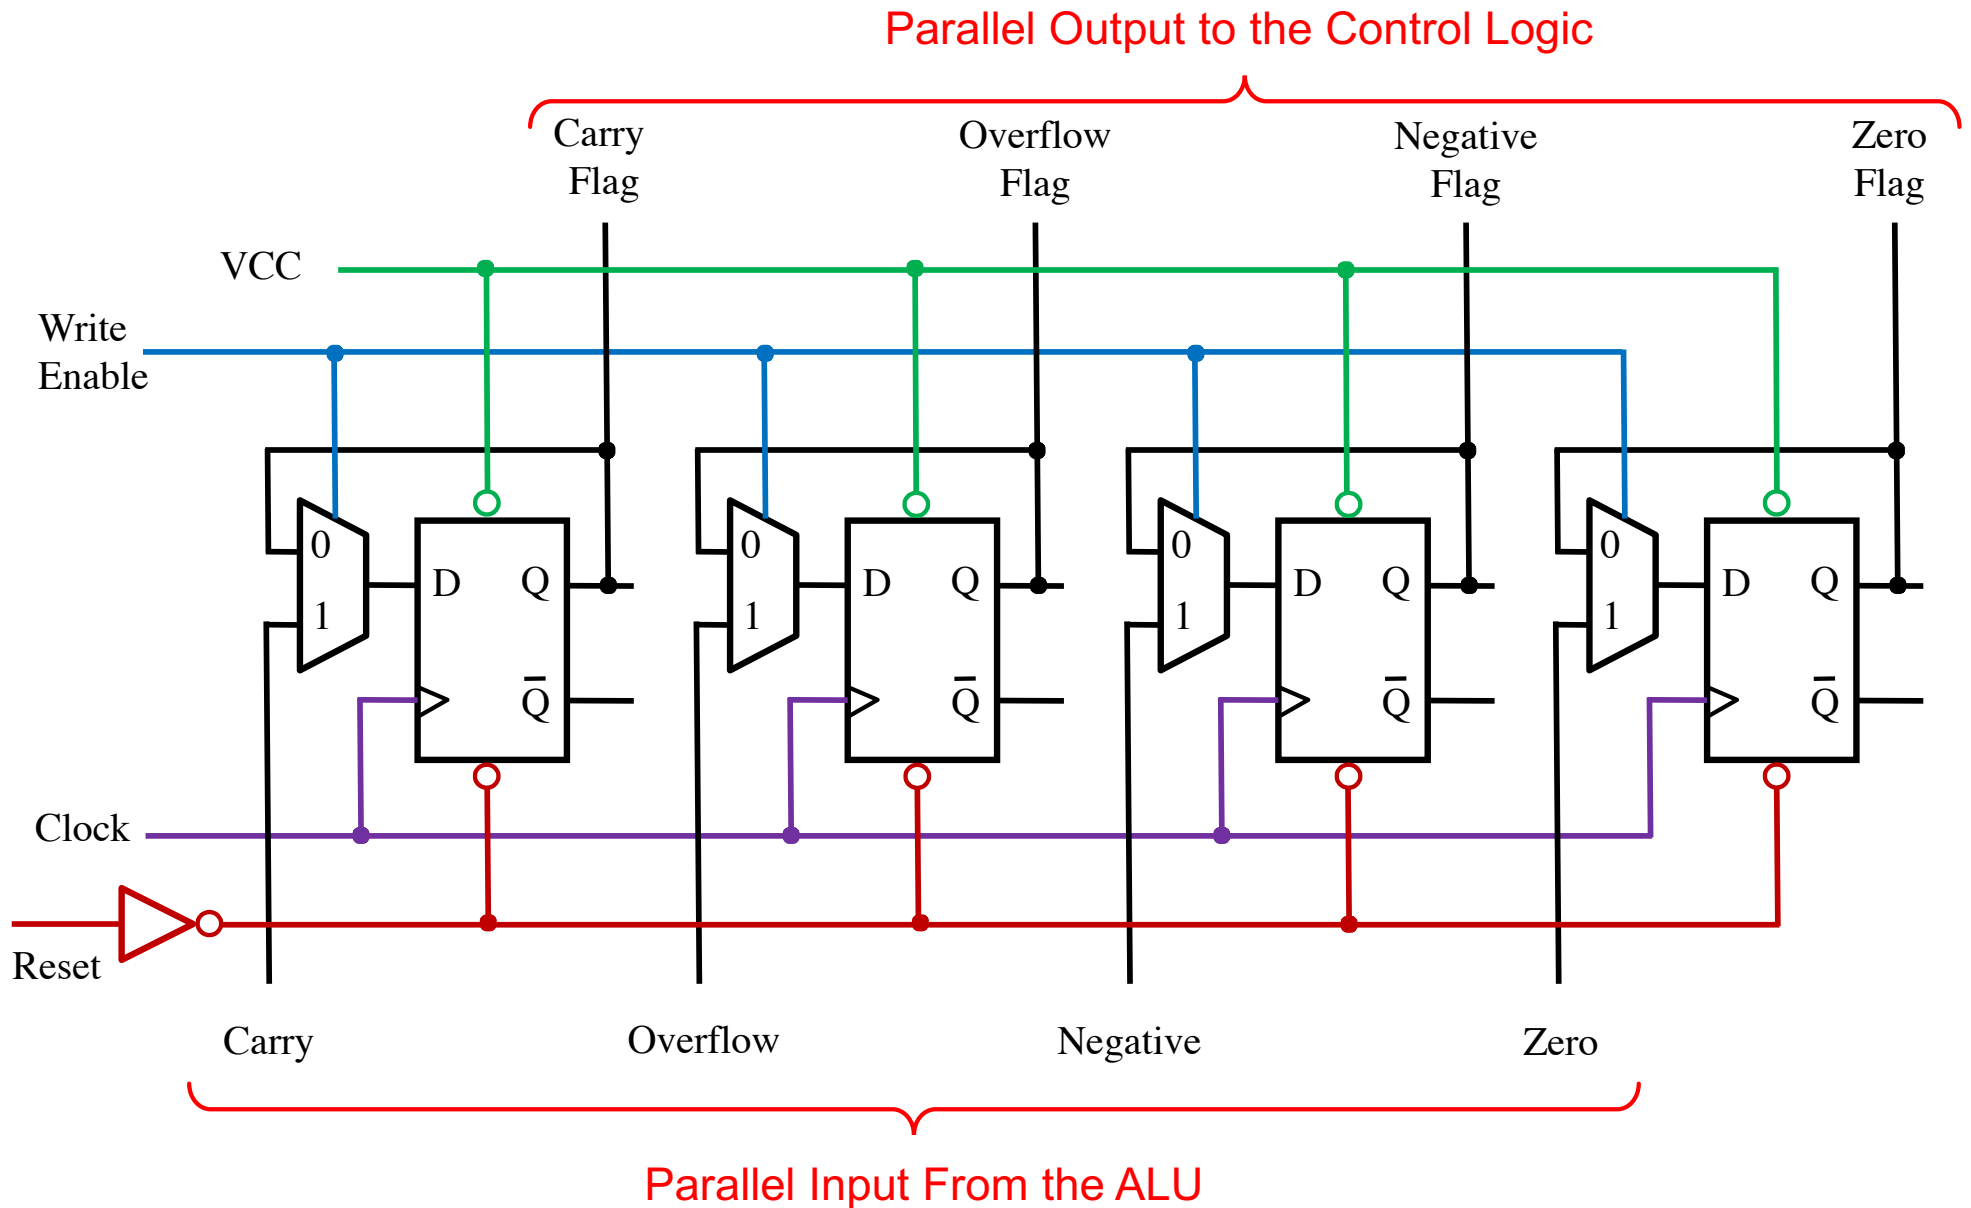 Parallel Output to the Control Logic
Carry
Flag
Overflow
Flag
Negative
Flag
Zero
Flag
VCC
Write
Enable
0
1
D
Q
Q̅
0
1
D
Q
Q̅
0
1
D
Q
Q̅
0
1
D
Q
Q̅
Clock
Reset
Carry
Overflow
Negative
Zero
Parallel Input From the ALU